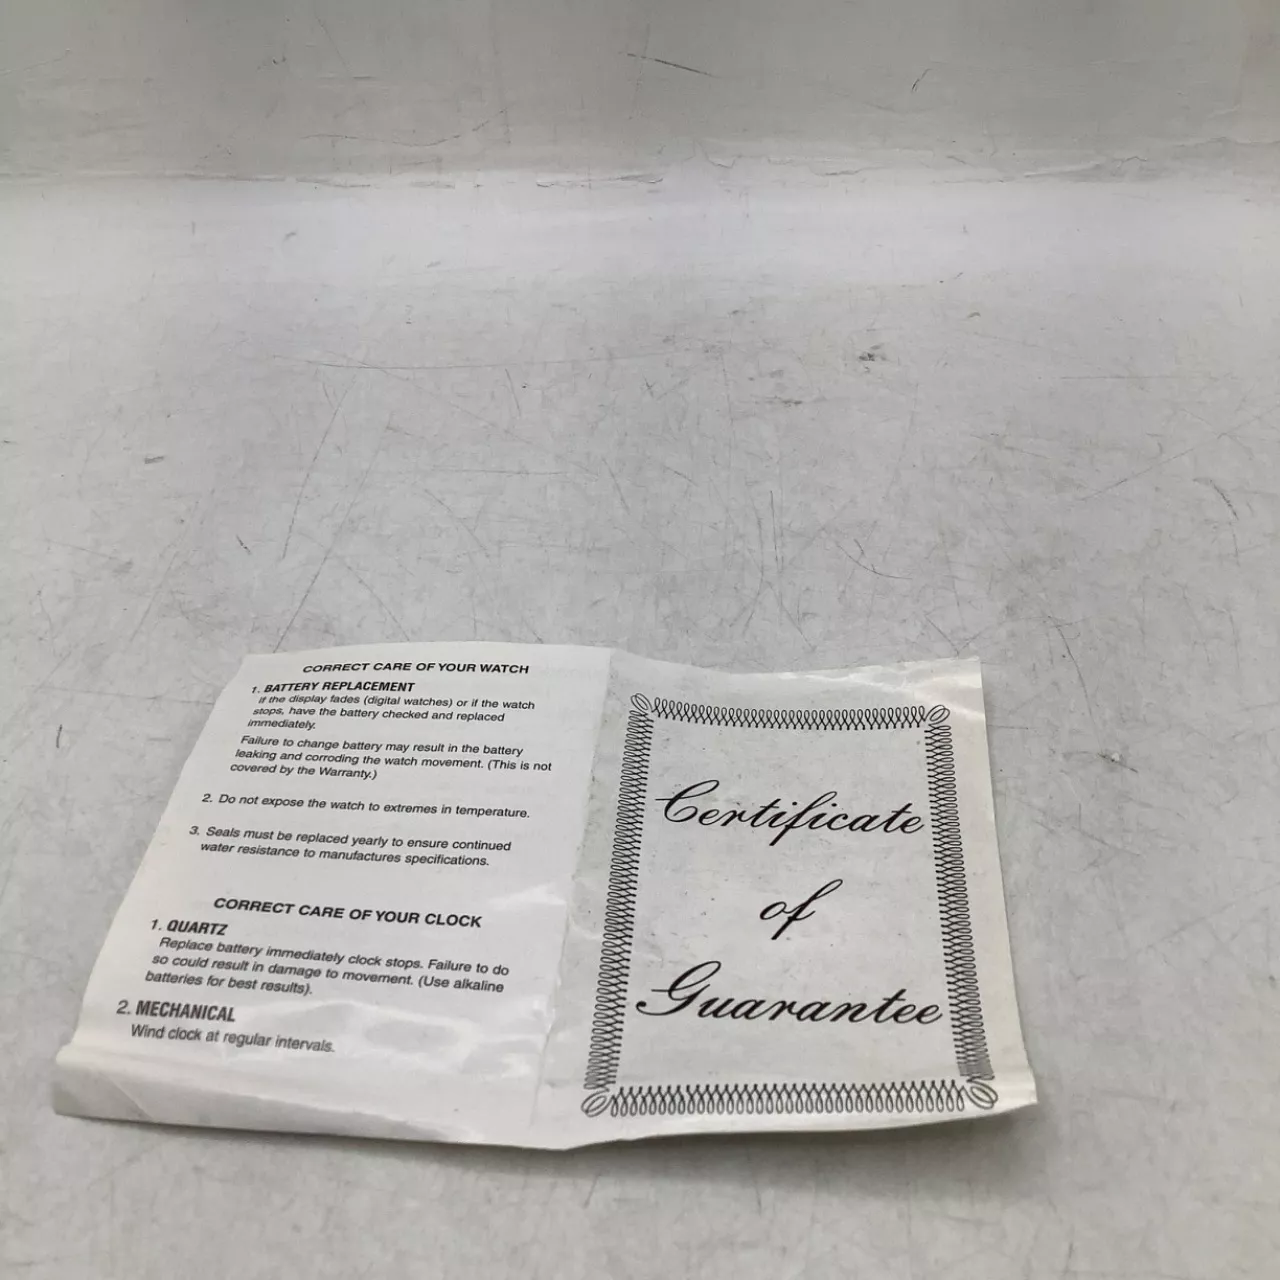 CORRECT CARE OF YOUR WATCH
1. BATTERY REPLACEMENT
If the display fades (digital watches) or if the watch
stops, have the battery checked and replaced
immediately.
Failure to change battery may result in the battery
leaking and corroding the watch movement. (This is not
covered by the Warranty.)
2. Do not expose the watch to extremes in temperature.
3. Seals must be replaced yearly to ensure continued
water resistance to manufactures specifications.
CORRECT CARE OF YOUR CLOCK
1. QUARTZ
Replace battery immediately clock stops. Failure to do
so could result in damage to movement. (Use alkaline
batteries for best results).
2. MECHANICAL
Wind clock at regular intervals.
Certificate
of
Guarantee